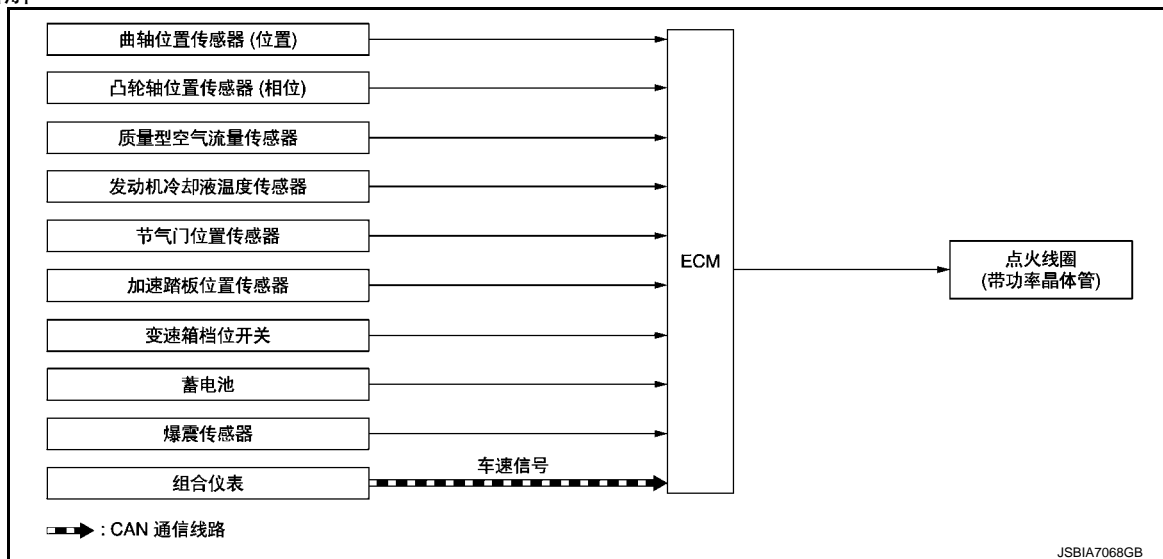 曲轴位置传感器 (位置)
凸轮轴位置传感器 (相位)
质量型空气流量传感器
发动机冷却液温度传感器
节气门位置传感器
加速踏板位置传感器
变速箱档位开关
蓄电池
爆震传感器
组合仪表
车速信号
ECM
点火线圈
(带功率晶体管)
: CAN 通信线路
JSBIA7068GB